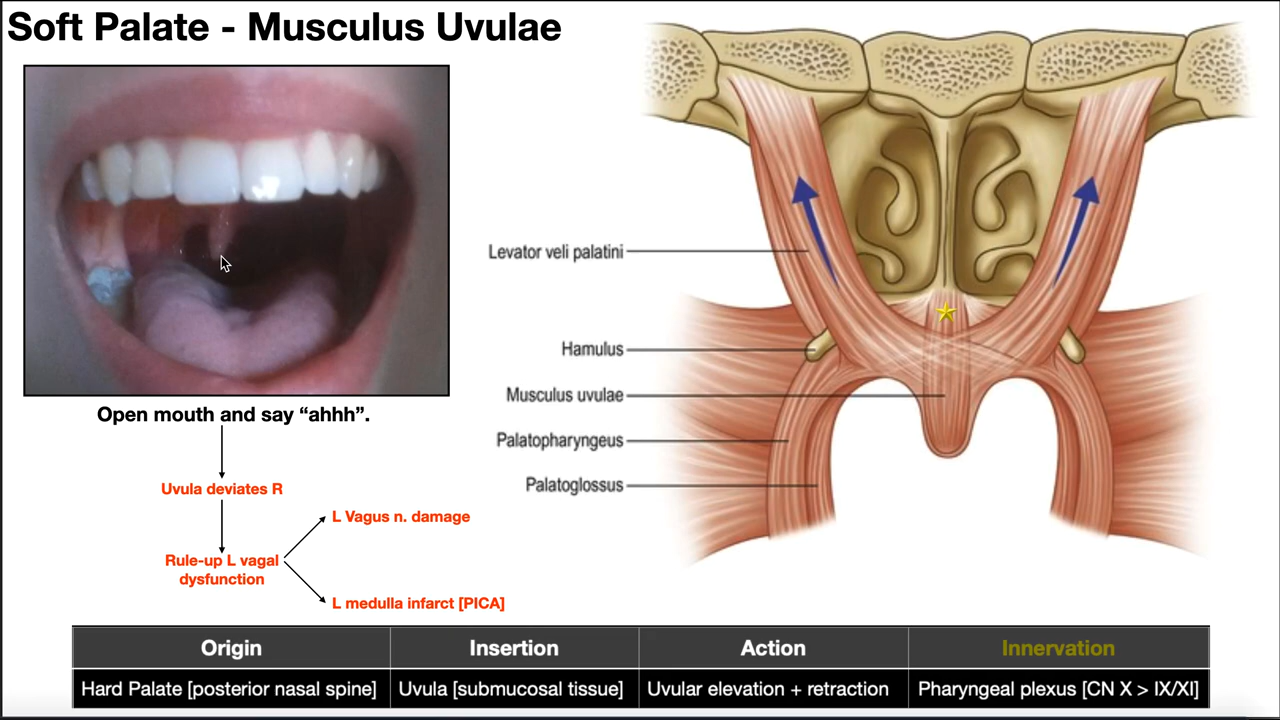 Soft Palate - Musculus Uvulae
Open mouth and say “ahhh”.
Uvula deviates R
Rule-up L vagal
dysfunction
L Vagus n. damage
L medulla infarct [PICA]
Levator veli palatini
Hamulus
Musculus uvulae
Palatopharyngeus
Palatoglossus
Origin Insertion Action Innervation
Hard Palate [posterior nasal spine] Uvula [submucosal tissue] Uvular elevation + retraction Pharyngeal plexus [CN X > IX/XI]